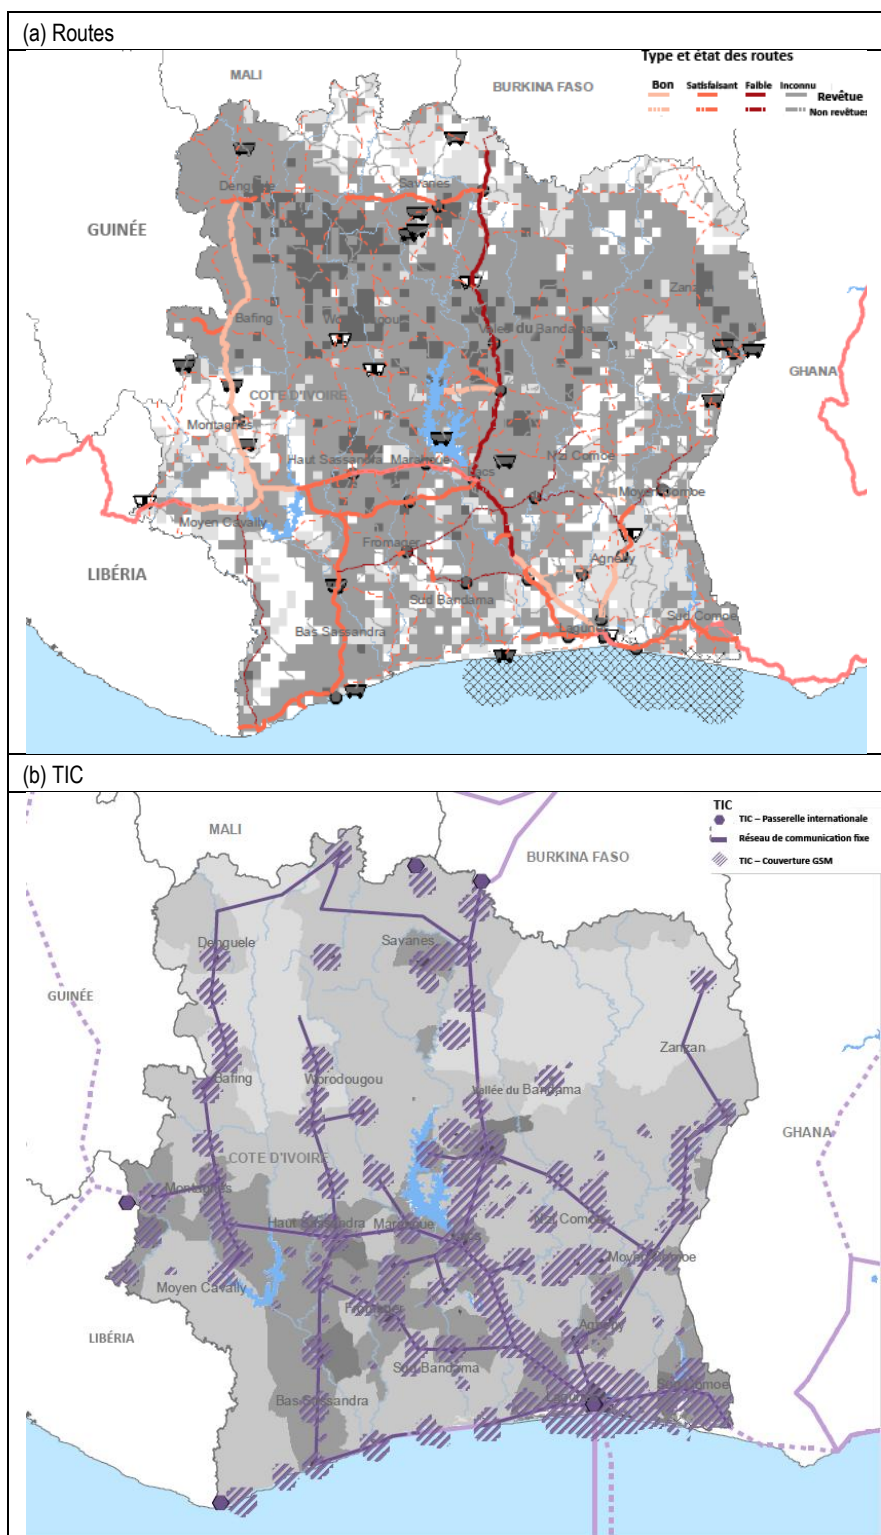 (a) Routes
Type et état des routes
Bon Satisfaisant Faible Inconnu
Revêtue
Non revêtues
MALI
BURKINA FASO
Denguele
Savanes
GUINÉE
Zanzan
Bafing
Worodougou
Vallée du Bandama
GHANA
COTE D'IVOIRE
Montagnes
Haut Sassandra
Marahoue
N'zi Comoe
Lacs
Moyen Comoe
Moyen Cavally
Fromager
Agneby
LIBÉRIA
Sud Bandama
Sud Comoe
Bas Sassandra
Lagunes
(b) TIC
TIC
TIC – Passerelle internationale
Réseau de communication fixe
TIC – Couverture GSM
MALI
BURKINA FASO
Denguele
Savanes
GUINÉE
Zanzan
Bafing
Worodougou
Vallée du Bandama
GHANA
COTE D'IVOIRE
Montagnes
Haut Sassandra
Marahoue
N'zi Comoe
Lacs
Moyen Comoe
Moyen Cavally
Fromager
Agneby
LIBÉRIA
Sud Bandama
Sud Comoe
Bas Sassandra
Lagunes